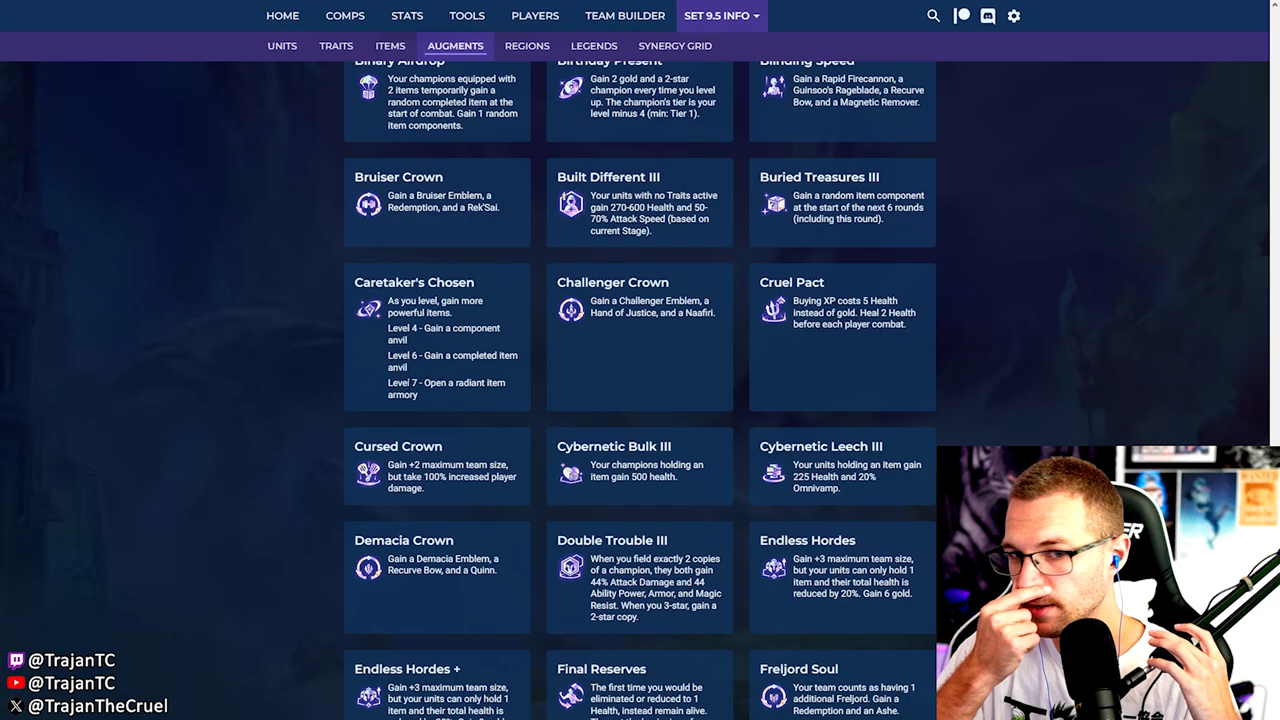 HOME COMPS STATS TOOLS PLAYERS TEAM BUILDER SET 9.5 INFO
UNITS TRAITS ITEMS AUGMENTS REGIONS LEGENDS SYNERGY GRID
Binary Airdrop
Your champions equipped with
2 items temporarily gain a
random completed item at the
start of combat. Gain 1 random
item components.
Birthday Present
Gain 2 gold and a 2-star
champion every time you level
up. The champion's tier is your
level minus 4 (min: Tier 1).
Blinding Speed
Gain a Rapid Firecannon, a
Guinsoo's Rageblade, a Recurve
Bow, and a Magnetic Remover.
Bruiser Crown
Gain a Bruiser Emblem, a
Redemption, and a Rek'Sai.
Built Different III
Your units with no Traits active
gain 270-600 Health and 50-
70% Attack Speed (based on
current Stage).
Buried Treasures III
Gain a random item component
at the start of the next 6 rounds
(including this round).
Caretaker's Chosen
As you level, gain more
powerful items.
Level 4 - Gain a component
anvil
Level 6 - Gain a completed item
anvil
Level 7 - Open a radiant item
armory
Challenger Crown
Gain a Challenger Emblem, a
Hand of Justice, and a Naafiri.
Cruel Pact
Buying XP costs 5 Health
instead of gold. Heal 2 Health
before each player combat.
Cursed Crown
Gain +2 maximum team size,
but take 100% increased player
damage.
Cybernetic Bulk III
Your champions holding an
item gain 500 health.
Cybernetic Leech III
Your units holding an item gain
225 Health and 20%
Omnivamp.
Demacia Crown
Gain a Demacia Emblem, a
Recurve Bow, and a Quinn.
Double Trouble III
When you field exactly 2 copies
of a champion, they both gain
44% Attack Damage and 44
Ability Power, Armor, and Magic
Resist. When you 3-star, gain a
2-star copy.
Endless Hordes
Gain +3 maximum team size,
but your units can only hold 1
item and their total health is
reduced by 20%. Gain 6 gold.
Endless Hordes +
Gain +3 maximum team size,
but your units can only hold 1
item and their total health is
Final Reserves
The first time you would be
eliminated or reduced to 1
Health, instead remain alive.
Freljord Soul
Your team counts as having 1
additional Freljord. Gain a
Redemption and an Ashe.
@TrajanTC
@TrajanTC
@TrajanTheCruel
WANTED